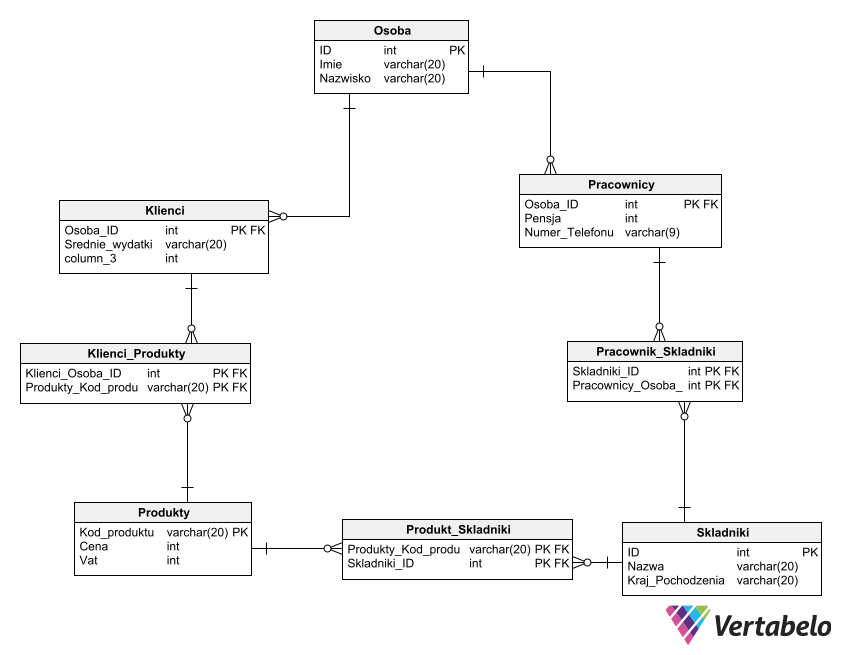 Osoba
ID int PK
Imie varchar(20)
Nazwisko varchar(20)
Pracownicy
Osoba_ID int PK FK
Pensja int
Numer_Telefonu varchar(9)
Klienci
Osoba_ID int PK FK
Srednie_wydatki varchar(20)
column_3 int
Klienci_Produkty
Klienci_Osoba_ID int PK FK
Produkty_Kod_produ varchar(20) PK FK
Pracownik_Skladniki
Skladniki_ID int PK FK
Pracownicy_Osoba_ int PK FK
Produkty
Kod_produktu varchar(20) PK
Cena int
Vat int
Produkt_Skladniki
Produkty_Kod_produ varchar(20) PK FK
Skladniki_ID int PK FK
Skladniki
ID int PK
Nazwa varchar(20)
Kraj_Pochodzenia varchar(20)
Vertabelo